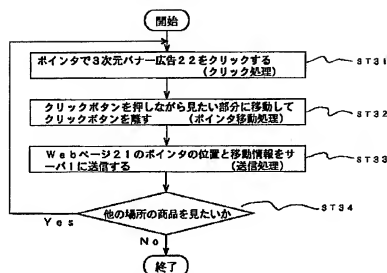 開始
ポインタで3次元バナー広告22をクリックする
(クリック処理)
ST31
クリックボタンを押しながら見たい部分に移動して
クリックボタンを離す (ポインタ移動処理)
ST32
Webページ21のポインタの位置と移動情報をサ
ーバ1に送信する (送信処理)
ST33
他の場所の商品を見たいか
ST34
Yes
No
終了